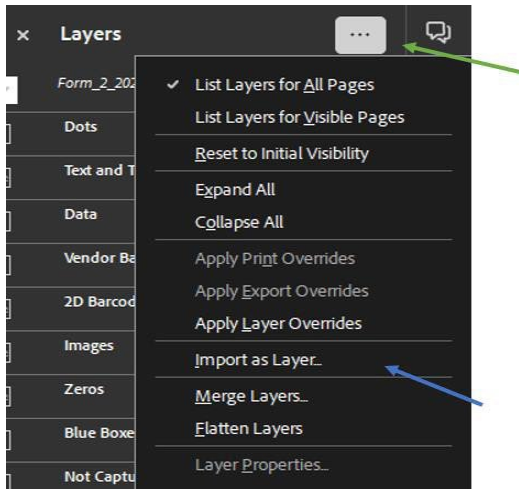 × Layers ...
Form_2_202
✓ List Layers for All Pages
Dots
List Layers for Visible Pages
Text and T
Reset to Initial Visibility
Data
Expand All
Collapse All
Vendor Ba
Apply Print Overrides
2D Barcod
Apply Export Overrides
Apply Layer Overrides
Images
Import as Layer...
Zeros
Merge Layers...
Blue Boxe
Flatten Layers
Not Captu
Layer Properties...